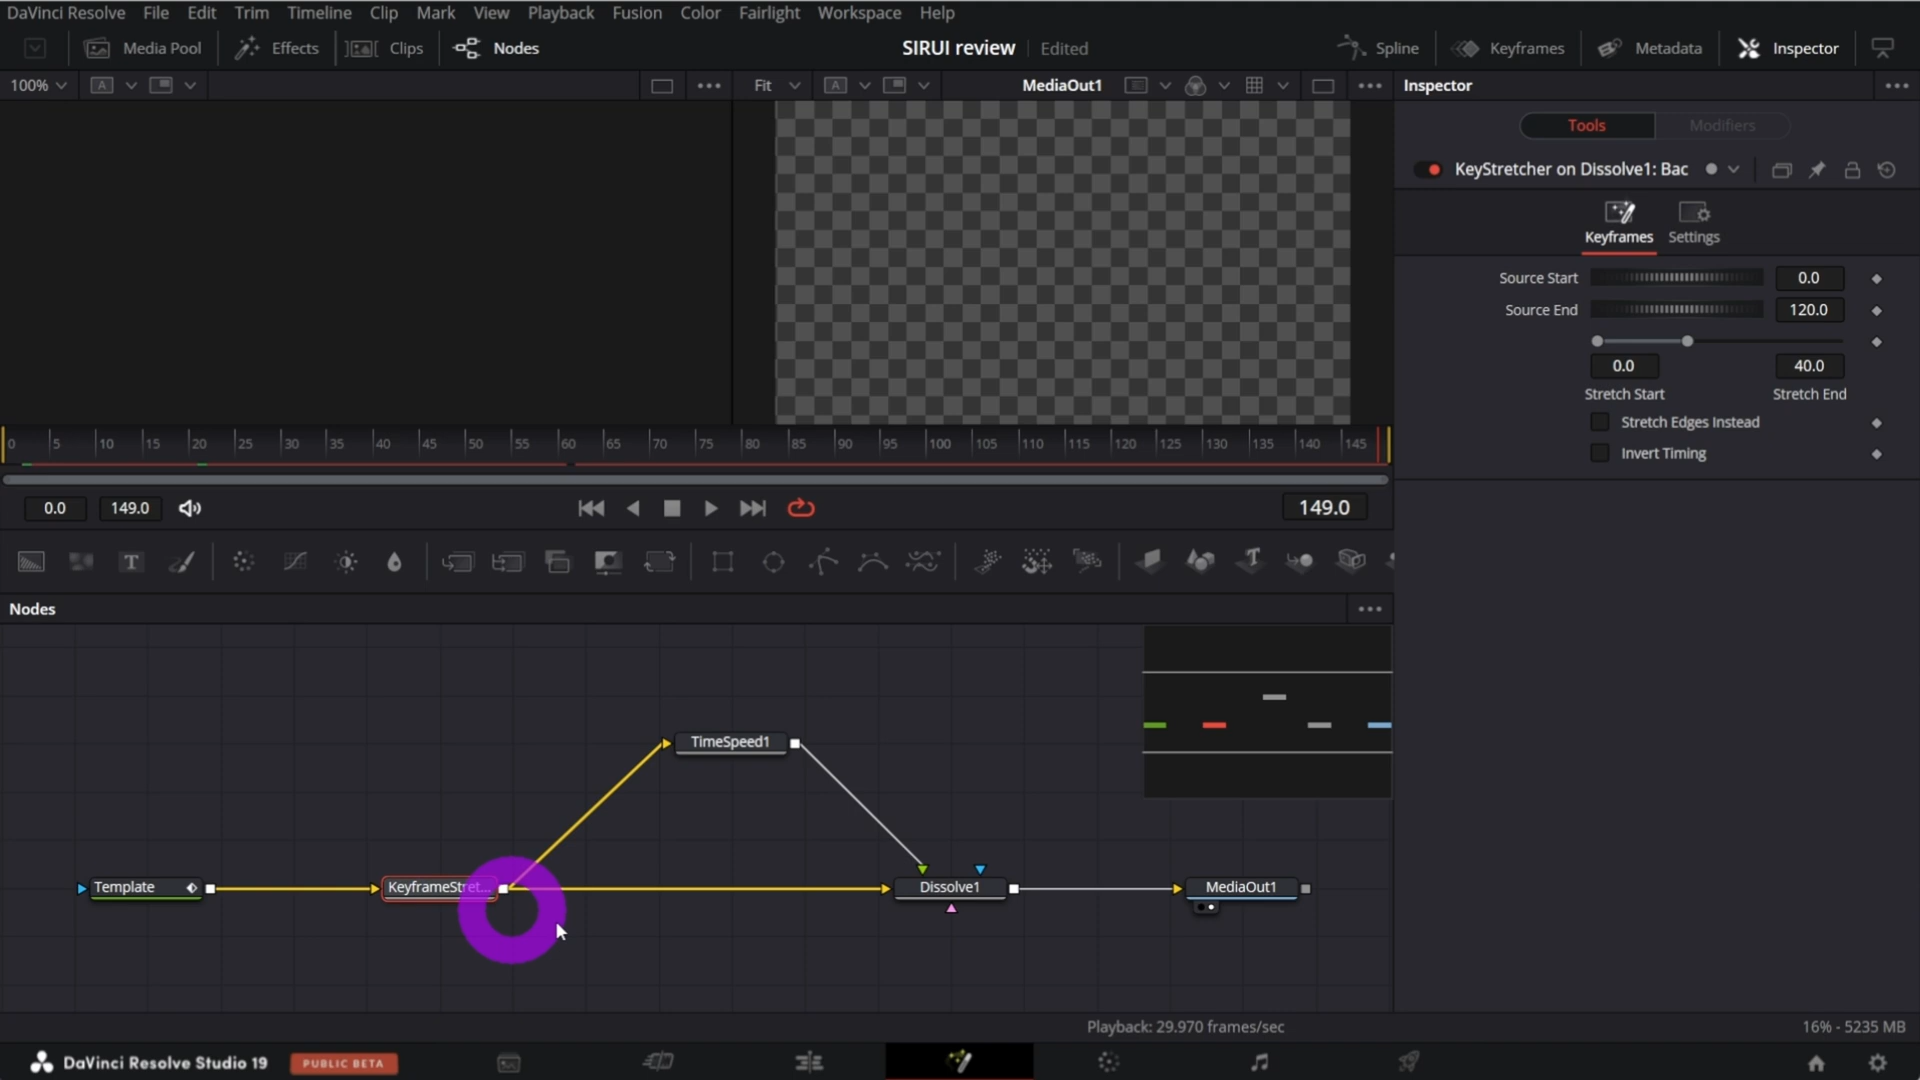 DaVinci Resolve File Edit Trim Timeline Clip Mark View Playback Fusion Color Fairlight Workspace Help
Media Pool Effects Clips Nodes SIRUI review Edited Spline Keyframes Metadata Inspector
100% A Fit A MediaOut1 Inspector
Tools Modifiers
KeyStretcher on Dissolve1: Bac
Keyframes Settings
Source Start 0.0
Source End 120.0
0.0 40.0
Stretch Start Stretch End
Stretch Edges Instead
Invert Timing
0 5 10 15 20 25 30 35 40 45 50 55 60 65 70 75 80 85 90 95 100 105 110 115 120 125 130 135 140 145
0.0 149.0 149.0
T T
Nodes
TimeSpeed1
Template KeyframeStret... Dissolve1 MediaOut1
Playback: 29.970 frames/sec 16% - 5235 MB
DaVinci Resolve Studio 19 PUBLIC BETA